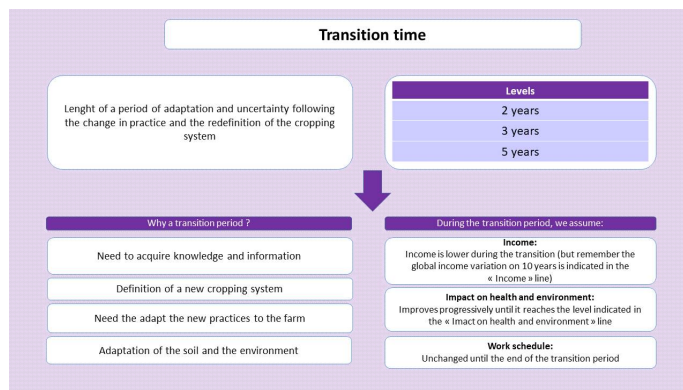 Transition time
Lenght of a period of adaptation and uncertainty following
the change in practice and the redefinition of the cropping
system
Levels
2 years
3 years
5 years
Why a transition period ?
Need to acquire knowledge and information
Definition of a new cropping system
Need the adapt the new practices to the farm
Adaptation of the soil and the environment
During the transition period, we assume:
Income:
Income is lower during the transition (but remember the
global income variation on 10 years is indicated in the
« Income » line)
Impact on health and environment:
Improves progressively until it reaches the level indicated in
the « Imact on health and environment » line
Work schedule:
Unchanged until the end of the transition period